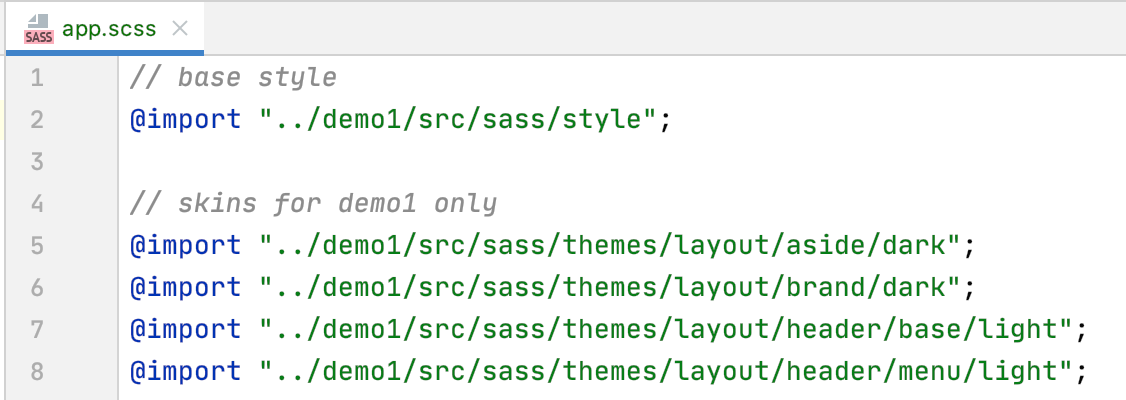 SASS app.scss
1 // base style
2 @import "../demo1/src/sass/style";
3
4 // skins for demo1 only
5 @import "../demo1/src/sass/themes/layout/aside/dark";
6 @import "../demo1/src/sass/themes/layout/brand/dark";
7 @import "../demo1/src/sass/themes/layout/header/base/light";
8 @import "../demo1/src/sass/themes/layout/header/menu/light";